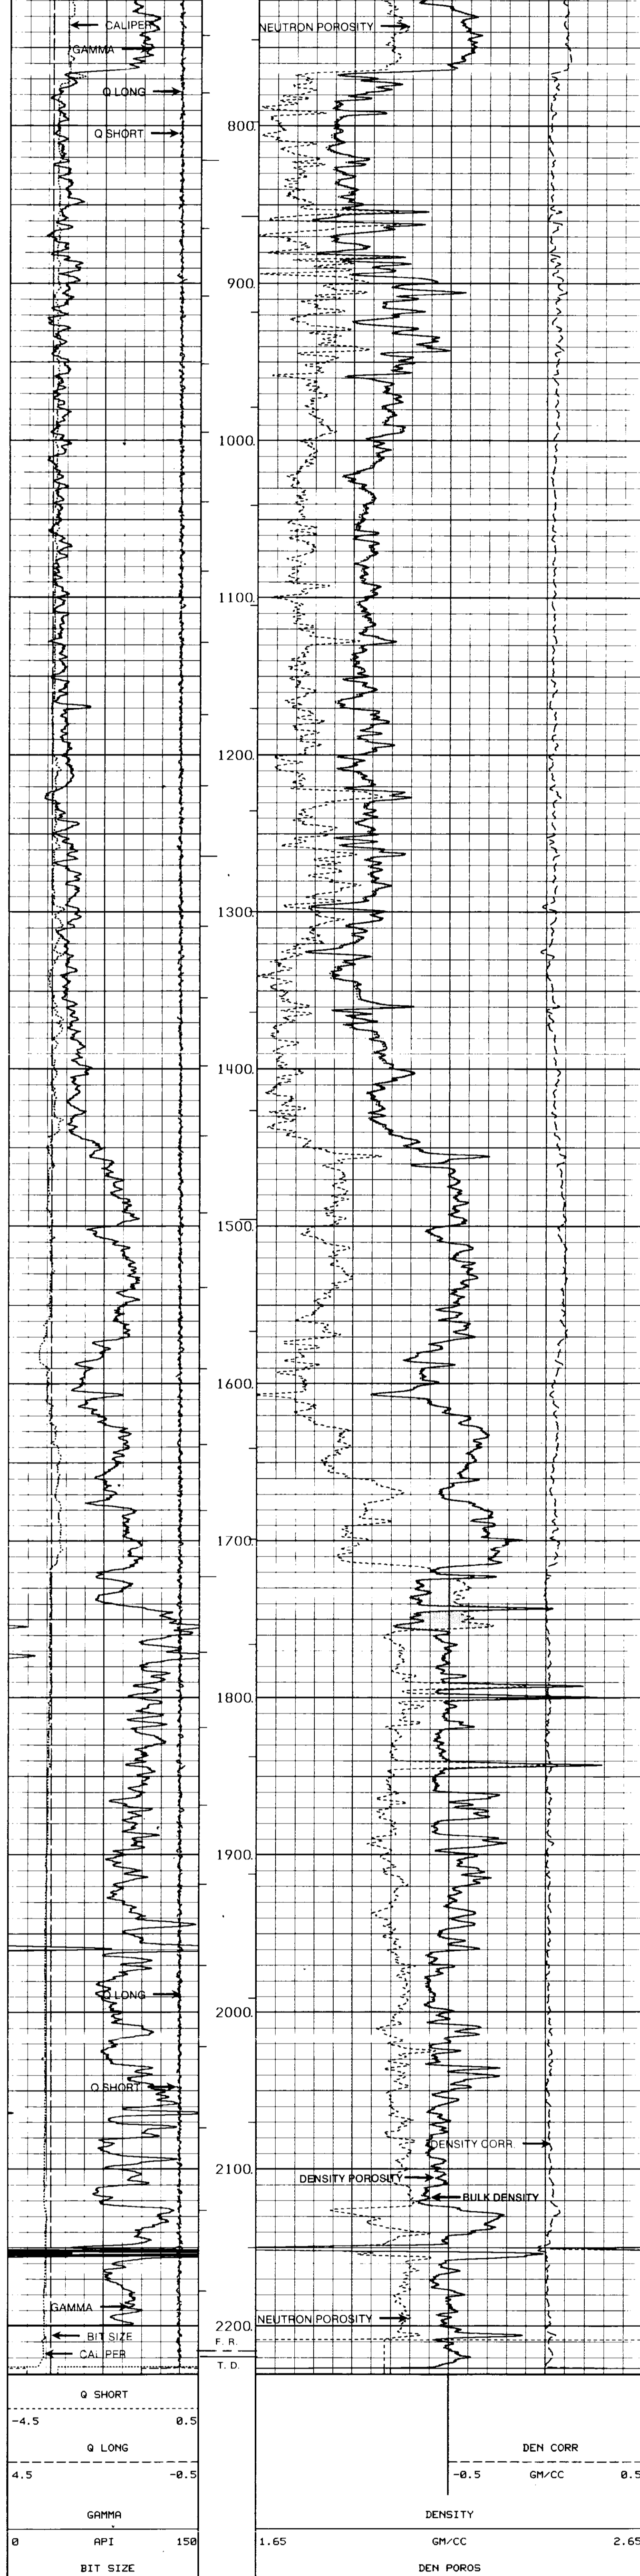 CALIPER
NEUTRON POROSITY
GAMMA
Q LONG
Q SHORT
800.
900.
1000.
1100.
1200.
1300.
1400.
1500.
1600.
1700.
1800.
1900.
Q LONG
2000.
Q SHORT
DENSITY CORR.
2100.
DENSITY POROSITY
BULK DENSITY
GAMMA
NEUTRON POROSITY
2200.
BIT SIZE
F. R.
CALIPER
T. D.
Q SHORT
-4.5 0.5
Q LONG
DEN CORR
4.5 -0.5
-0.5 GM/CC 0.5
GAMMA
DENSITY
0 API 150
1.65 GM/CC 2.65
BIT SIZE
DEN POROS